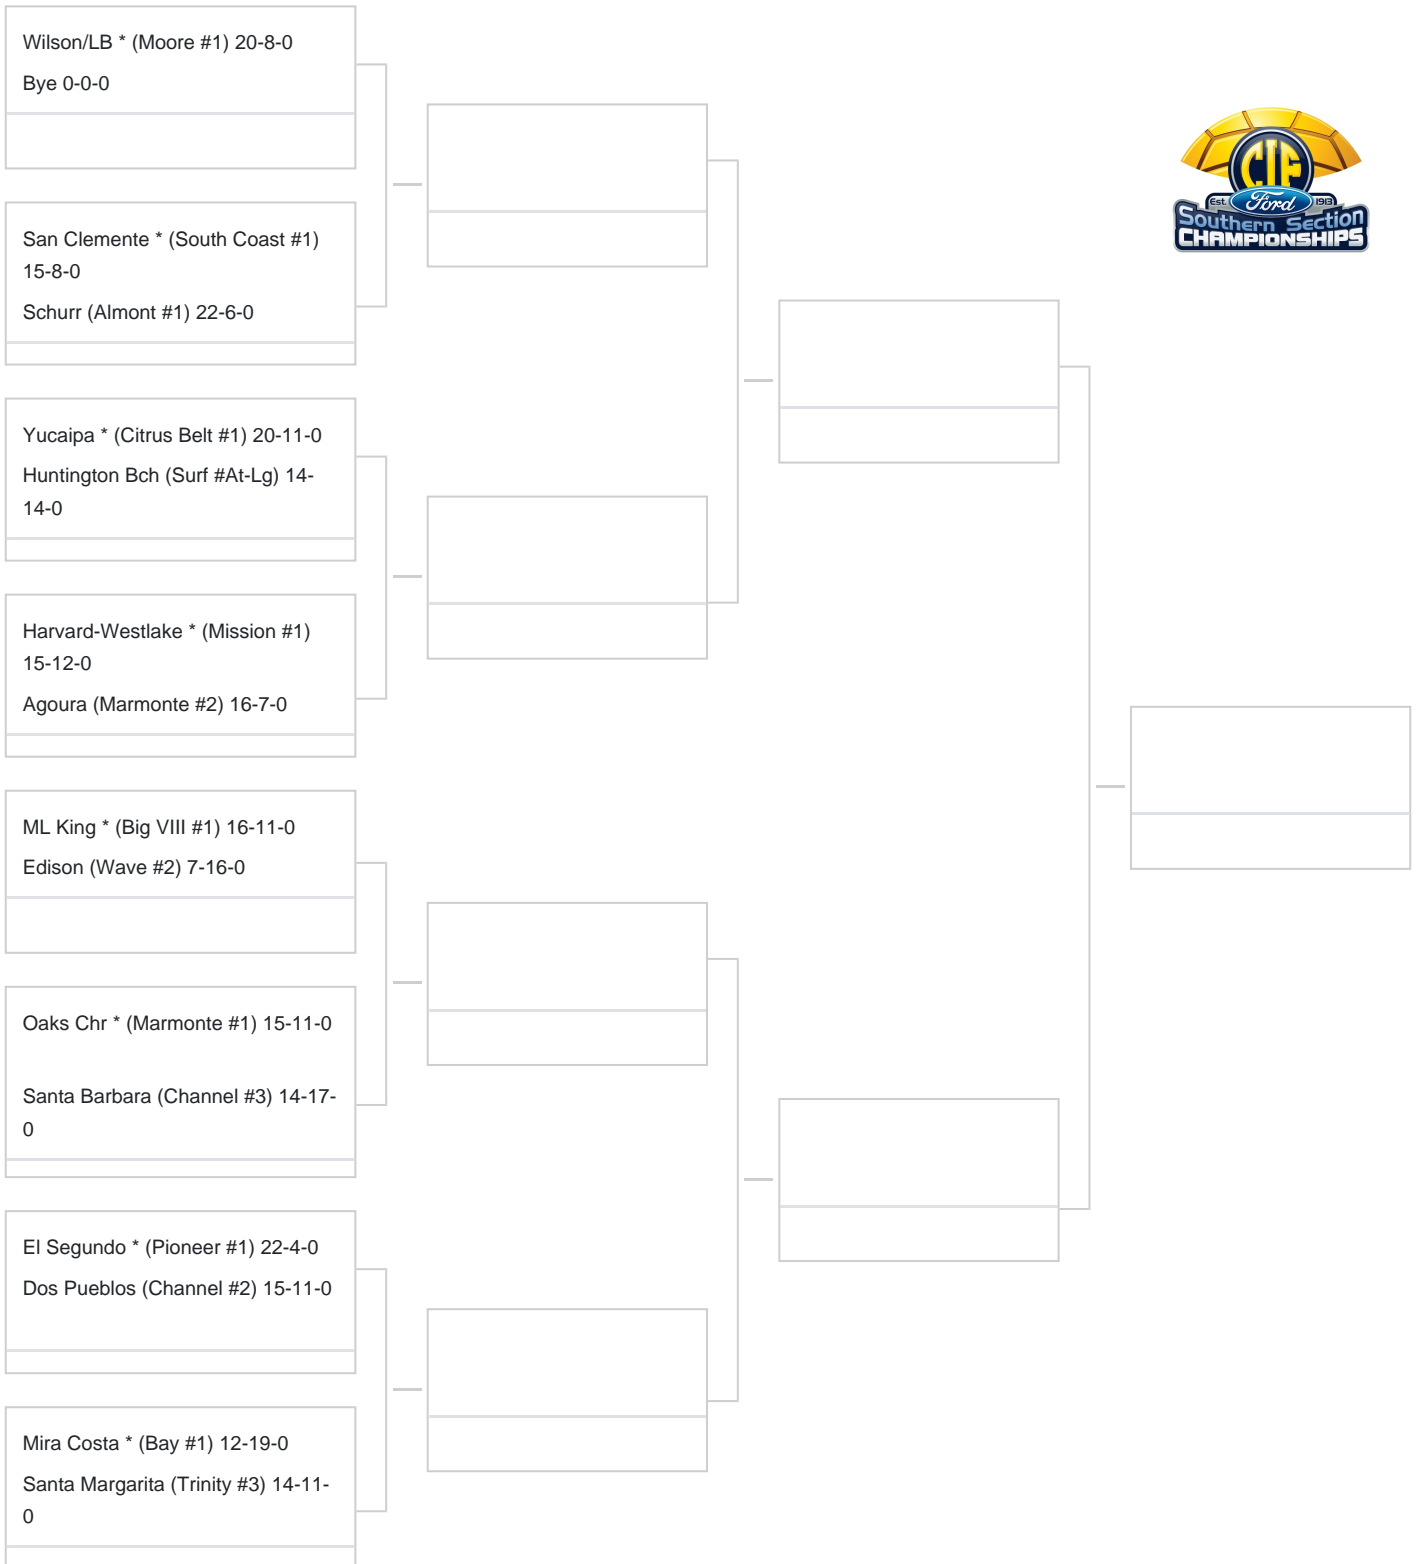 Wilson/LB * (Moore #1) 20-8-0
Bye 0-0-0
CIF
Est.
Ford
1913
Southern Section
CHAMPIONSHIPS
San Clemente * (South Coast #1)
15-8-0
Schurr (Almont #1) 22-6-0
Yucaipa * (Citrus Belt #1) 20-11-0
Huntington Bch (Surf #At-Lg) 14-
14-0
Harvard-Westlake * (Mission #1)
15-12-0
Agoura (Marmonte #2) 16-7-0
ML King * (Big VIII #1) 16-11-0
Edison (Wave #2) 7-16-0
Oaks Chr * (Marmonte #1) 15-11-0
Santa Barbara (Channel #3) 14-17-
0
El Segundo * (Pioneer #1) 22-4-0
Dos Pueblos (Channel #2) 15-11-0
Mira Costa * (Bay #1) 12-19-0
Santa Margarita (Trinity #3) 14-11-
0